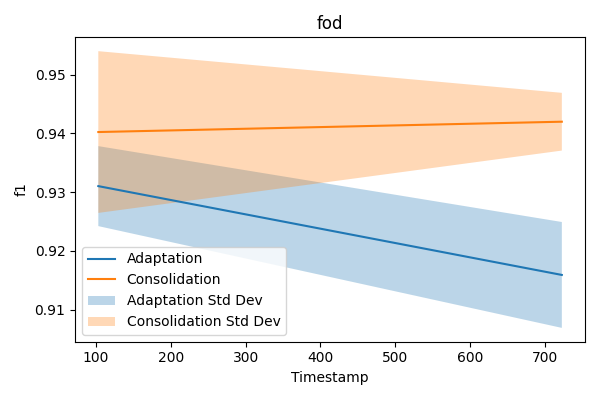 fod
0.95
0.94
0.93
0.92
0.91
f1
Adaptation
Consolidation
Adaptation Std Dev
Consolidation Std Dev
100 200 300 400 500 600 700
Timestamp